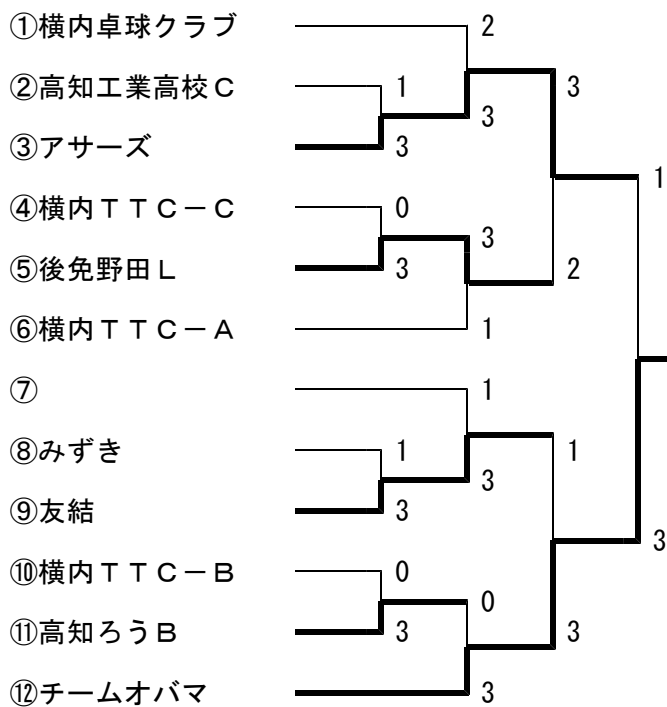 ①横内卓球クラブ 2
②高知工業高校C 1 3
3
③アサーズ 3
1
④横内TTC-C 0
3
⑤後免野田L 3 2
⑥横内TTC-A 1
⑦ 1
⑧みずき 1 1
3
⑨友結 3
3
⑩横内TTC-B 0
0
⑪高知ろうB 3 3
⑫チームオバマ 3